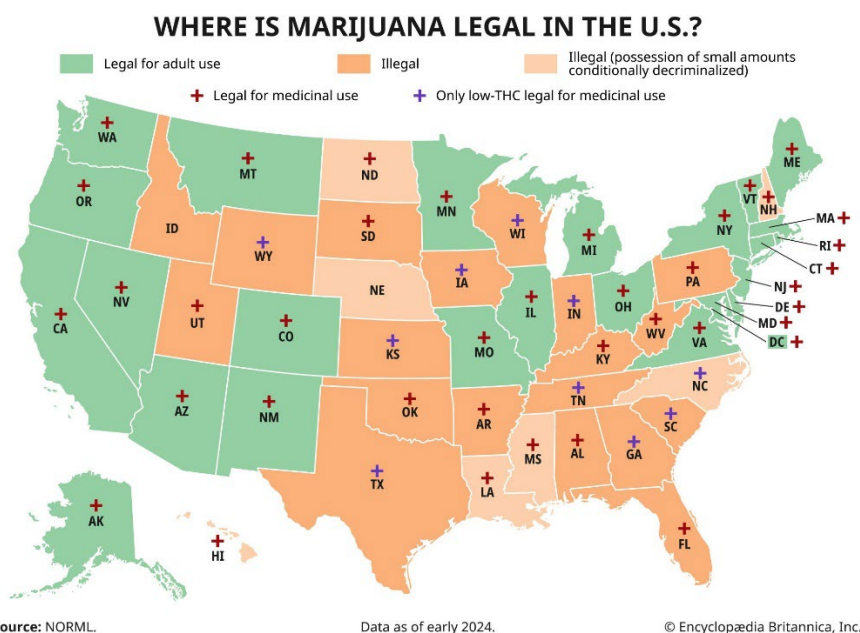 WHERE IS MARIJUANA LEGAL IN THE U.S.?
Legal for adult use
Illegal
Illegal (possession of small amounts
conditionally decriminalized)
Legal for medicinal use
Only low-THC legal for medicinal use
WA
OR
CA
NV
ID
MT
WY
UT
CO
AZ
NM
ND
SD
NE
KS
OK
TX
MN
IA
MO
AR
LA
WI
IL
MI
IN
OH
KY
TN
MS
AL
GA
FL
SC
NC
VA
WV
PA
NY
VT
NH
ME
MA
RI
CT
NJ
DE
MD
DC
AK
HI
ource: NORML.
Data as of early 2024.
© Encyclopædia Britannica, Inc.